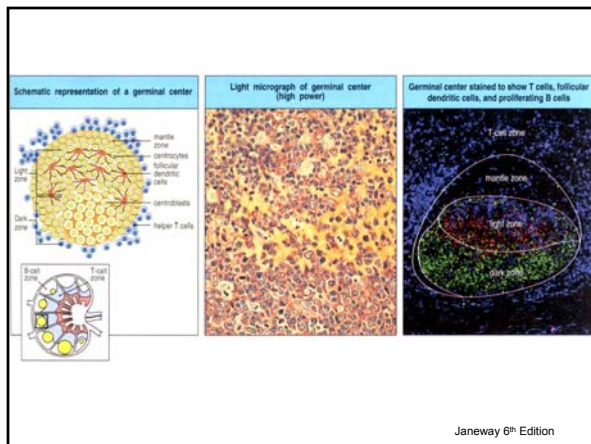 Schematic representation of a germinal center
mantle
zone
centrocytes
follicular
dendritic
cells
Light
zone
centroblasts
Dark
zone
helper T cells
B-cell
zone
T-cell
zone
Light micrograph of germinal center
(high power)
Germinal center stained to show T cells, follicular
dendritic cells, and proliferating B cells
T-cell zone
mantle zone
light zone
dark zone
Janeway 6th Edition